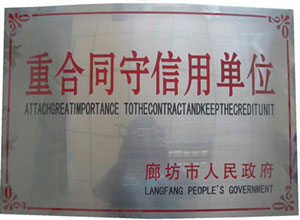 重合同守信用单位
ATTACHGREATIMPORTANCE TOTHECONTRACTANDKEEPTHECREDITUNIT
廊坊市人民政府
LANGFANG PEOPLE'S GOVERNMENT